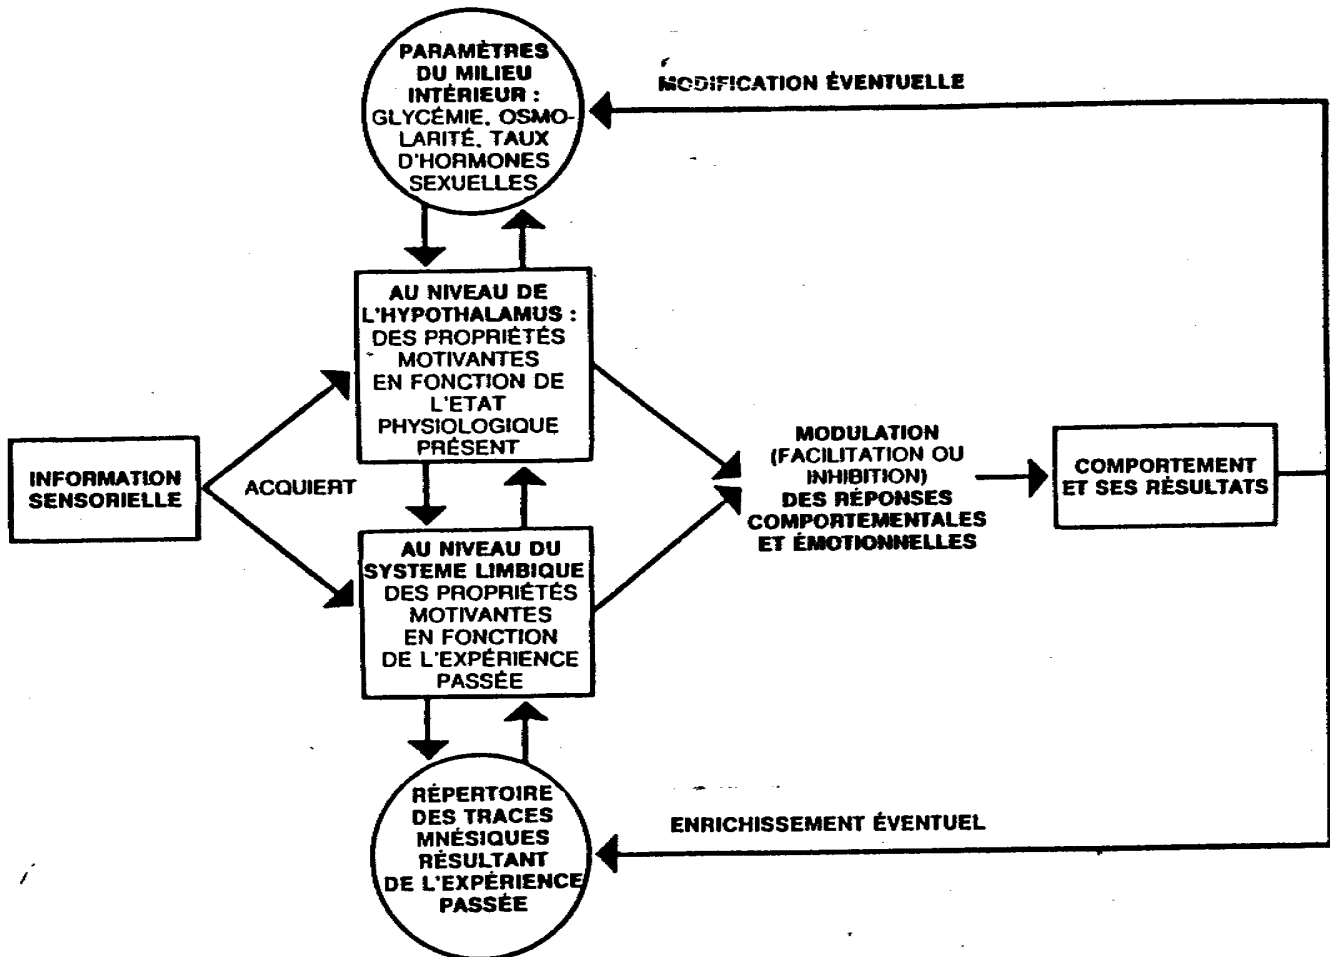 PARAMÈTRES
DU MILIEU
INTÉRIEUR :
GLYCÉMIE, OSMO-
LARITÉ, TAUX
D'HORMONES
SEXUELLES
MODIFICATION ÉVENTUELLE
AU NIVEAU DE
L'HYPOTHALAMUS :
DES PROPRIÉTÉS
MOTIVANTES
EN FONCTION DE
L'ETAT
PHYSIOLOGIQUE
PRÉSENT
INFORMATION
SENSORIELLE
ACQUIERT
MODULATION
(FACILITATION OU
INHIBITION)
DES RÉPONSES
COMPORTEMENTALES
ET ÉMOTIONNELLES
COMPORTEMENT
ET SES RÉSULTATS
AU NIVEAU DU
SYSTEME LIMBIQUE
DES PROPRIÉTÉS
MOTIVANTES
EN FONCTION
DE L'EXPÉRIENCE
PASSÉE
RÉPERTOIRE
DES TRACES
MNÉSIQUES
RÉSULTANT
DE L'EXPÉRIENCE
PASSÉE
ENRICHISSEMENT ÉVENTUEL